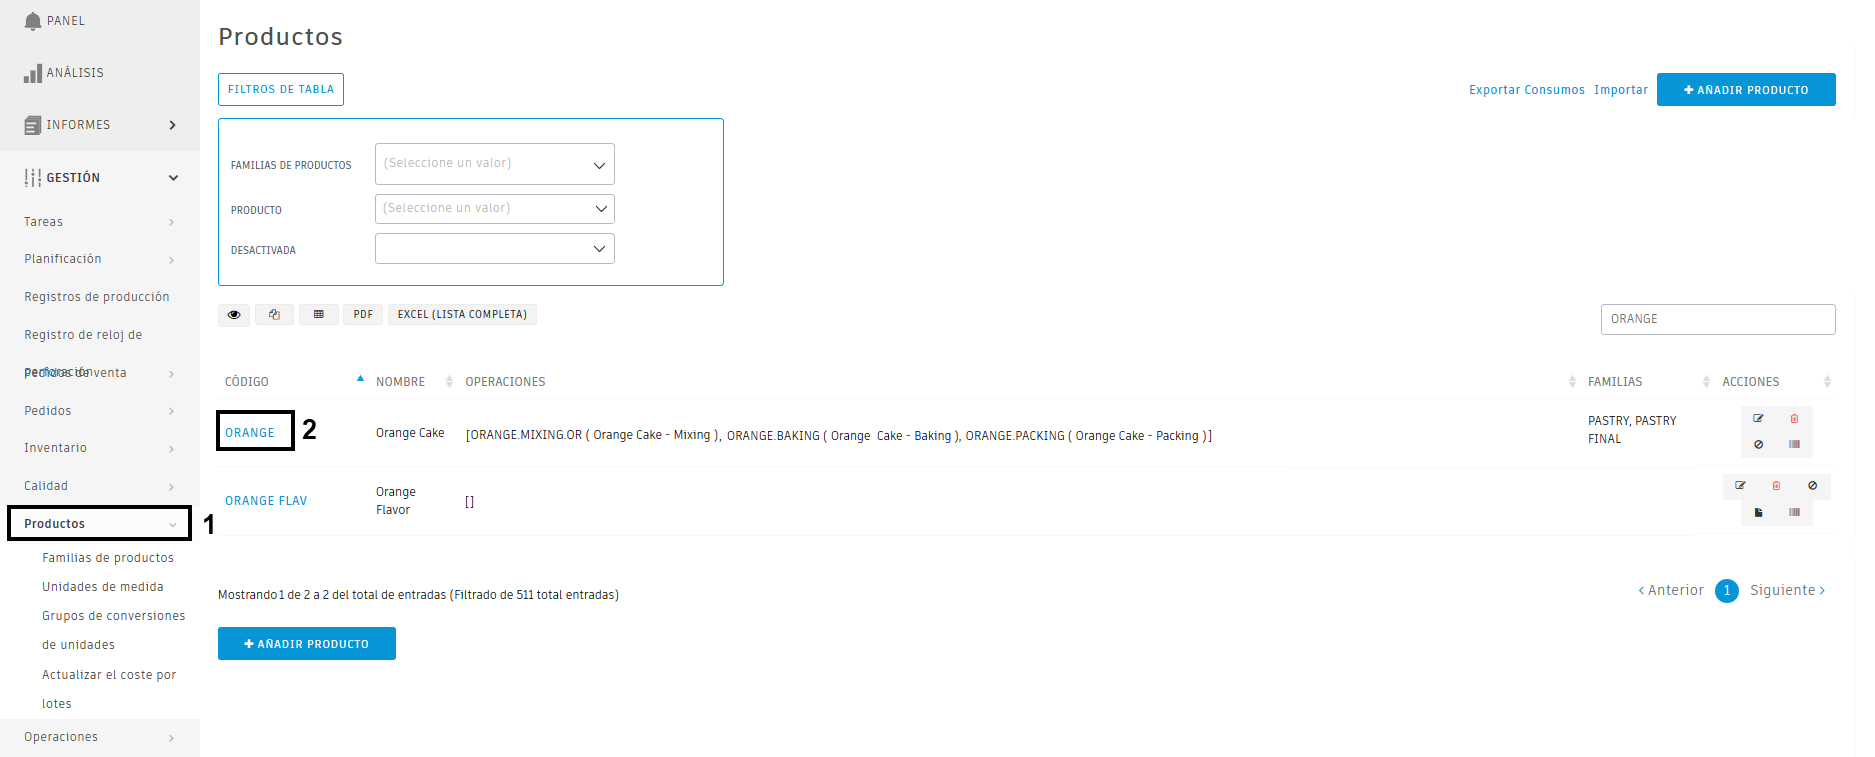 PANEL
ANÁLISIS
INFORMES
GESTIÓN
Tareas
Planificación
Registros de producción
Registro de reloj de
perforación
Pedidos de venta
Pedidos
Inventario
Calidad
Productos
1
Familias de productos
Unidades de medida
Grupos de conversiones
de unidades
Actualizar el coste por
lotes
Operaciones
Productos
FILTROS DE TABLA
Exportar Consumos Importar AÑADIR PRODUCTO
FAMILIAS DE PRODUCTOS (Seleccione un valor)
PRODUCTO (Seleccione un valor)
DESACTIVADA
PDF EXCEL (LISTA COMPLETA)
ORANGE
CÓDIGO NOMBRE OPERACIONES FAMILIAS ACCIONES
ORANGE 2 Orange Cake [ORANGE.MIXING.OR ( Orange Cake - Mixing ), ORANGE.BAKING ( Orange Cake - Baking ), ORANGE.PACKING ( Orange Cake - Packing )] PASTRY, PASTRY
FINAL
ORANGE FLAV Orange
Flavor []
Mostrando 1 de 2 a 2 del total de entradas (Filtrado de 511 total entradas)
Anterior 1 Siguiente
AÑADIR PRODUCTO